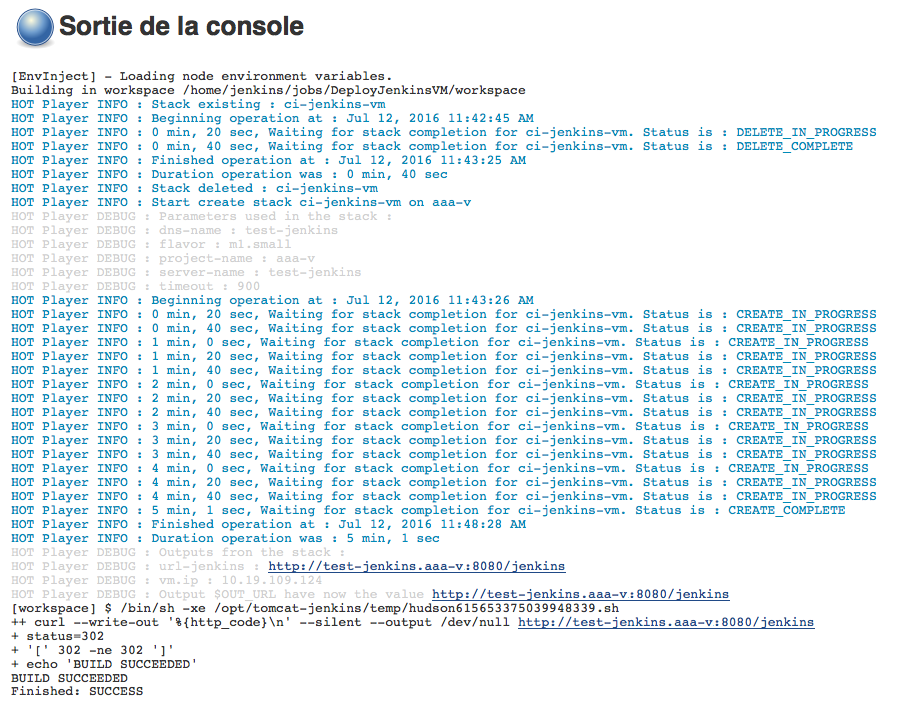 Sortie de la console
[EnvInject] - Loading node environment variables.
Building in workspace /home/jenkins/jobs/DeployJenkinsVM/workspace
HOT Player INFO : Stack existing : ci-jenkins-vm
HOT Player INFO : Beginning operation at : Jul 12, 2016 11:42:45 AM
HOT Player INFO : 0 min, 20 sec, Waiting for stack completion for ci-jenkins-vm. Status is : DELETE_IN_PROGRESS
HOT Player INFO : 0 min, 40 sec, Waiting for stack completion for ci-jenkins-vm. Status is : DELETE_COMPLETE
HOT Player INFO : Finished operation at : Jul 12, 2016 11:43:25 AM
HOT Player INFO : Duration operation was : 0 min, 40 sec
HOT Player INFO : Stack deleted : ci-jenkins-vm
HOT Player INFO : Start create stack ci-jenkins-vm on aaa-v
HOT Player DEBUG : Parameters used in the stack :
HOT Player DEBUG : dns-name : test-jenkins
HOT Player DEBUG : flavor : m1.small
HOT Player DEBUG : project-name : aaa-v
HOT Player DEBUG : server-name : test-jenkins
HOT Player DEBUG : timeout : 900
HOT Player INFO : Beginning operation at : Jul 12, 2016 11:43:26 AM
HOT Player INFO : 0 min, 20 sec, Waiting for stack completion for ci-jenkins-vm. Status is : CREATE_IN_PROGRESS
HOT Player INFO : 0 min, 40 sec, Waiting for stack completion for ci-jenkins-vm. Status is : CREATE_IN_PROGRESS
HOT Player INFO : 1 min, 0 sec, Waiting for stack completion for ci-jenkins-vm. Status is : CREATE_IN_PROGRESS
HOT Player INFO : 1 min, 20 sec, Waiting for stack completion for ci-jenkins-vm. Status is : CREATE_IN_PROGRESS
HOT Player INFO : 1 min, 40 sec, Waiting for stack completion for ci-jenkins-vm. Status is : CREATE_IN_PROGRESS
HOT Player INFO : 2 min, 0 sec, Waiting for stack completion for ci-jenkins-vm. Status is : CREATE_IN_PROGRESS
HOT Player INFO : 2 min, 20 sec, Waiting for stack completion for ci-jenkins-vm. Status is : CREATE_IN_PROGRESS
HOT Player INFO : 2 min, 40 sec, Waiting for stack completion for ci-jenkins-vm. Status is : CREATE_IN_PROGRESS
HOT Player INFO : 3 min, 0 sec, Waiting for stack completion for ci-jenkins-vm. Status is : CREATE_IN_PROGRESS
HOT Player INFO : 3 min, 20 sec, Waiting for stack completion for ci-jenkins-vm. Status is : CREATE_IN_PROGRESS
HOT Player INFO : 3 min, 40 sec, Waiting for stack completion for ci-jenkins-vm. Status is : CREATE_IN_PROGRESS
HOT Player INFO : 4 min, 0 sec, Waiting for stack completion for ci-jenkins-vm. Status is : CREATE_IN_PROGRESS
HOT Player INFO : 4 min, 20 sec, Waiting for stack completion for ci-jenkins-vm. Status is : CREATE_IN_PROGRESS
HOT Player INFO : 4 min, 40 sec, Waiting for stack completion for ci-jenkins-vm. Status is : CREATE_IN_PROGRESS
HOT Player INFO : 5 min, 1 sec, Waiting for stack completion for ci-jenkins-vm. Status is : CREATE_COMPLETE
HOT Player INFO : Finished operation at : Jul 12, 2016 11:48:28 AM
HOT Player INFO : Duration operation was : 5 min, 1 sec
HOT Player DEBUG : Outputs fron the stack :
HOT Player DEBUG : url-jenkins : http://test-jenkins.aaa-v:8080/jenkins
HOT Player DEBUG : vm.ip : 10.19.109.124
HOT Player DEBUG : Output $OUT_URL have now the value http://test-jenkins.aaa-v:8080/jenkins
[workspace] $ /bin/sh -xe /opt/tomcat-jenkins/temp/hudson615653375039948339.sh
++ curl --write-out '%{http_code}\n' --silent --output /dev/null http://test-jenkins.aaa-v:8080/jenkins
+ status=302
+ '[' 302 -ne 302 ']'
+ echo 'BUILD SUCCEEDED'
BUILD SUCCEEDED
Finished: SUCCESS